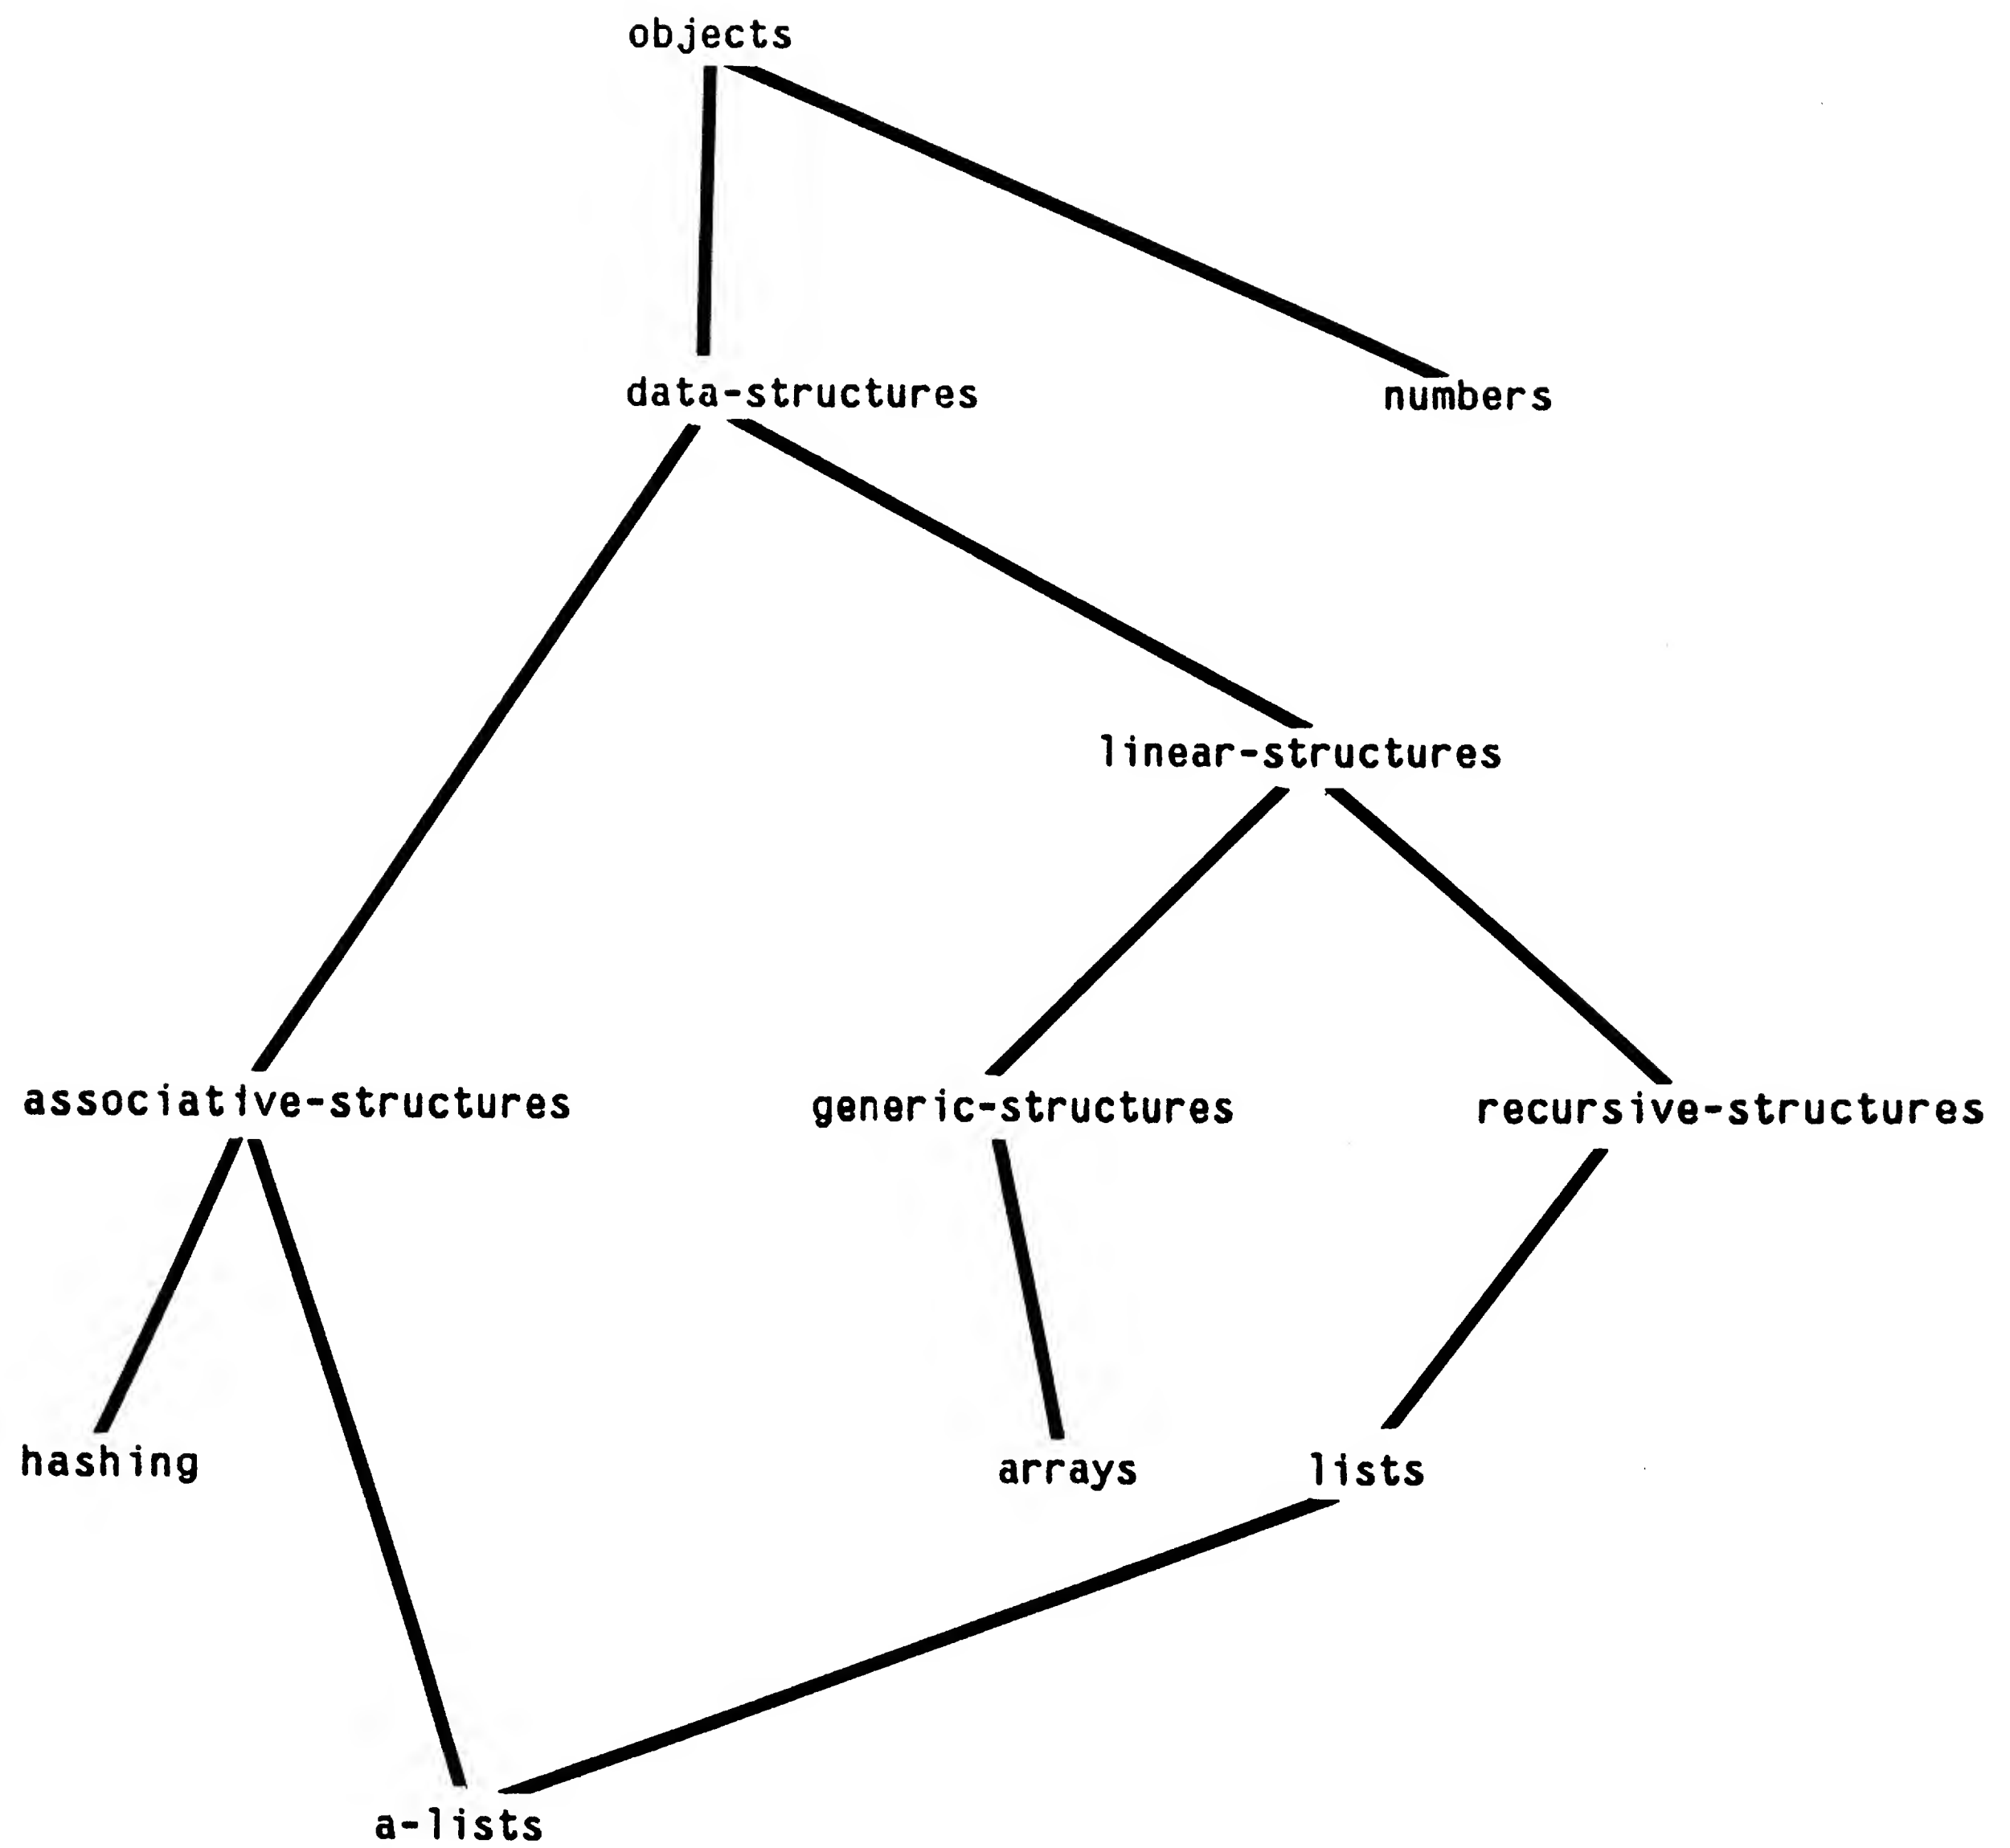 objects
data-structures
numbers
linear-structures
associative-structures
generic-structures
recursive-structures
hashing
arrays
lists
a-lists